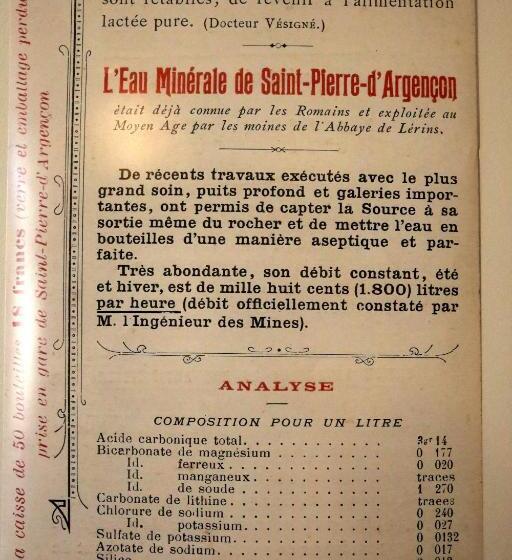 sont rétablies, de revenir à l'alimentation
lactée pure. (Docteur VÉSIGNÉ.)
L'Eau Minérale de Saint-Pierre-d'Argençon
était déjà connue par les Romains et exploitée au
Moyen Age par les moines de l'Abbaye de Lérins.
De récents travaux exécutés avec le plus
grand soin, puits profond et galeries impor-
tantes, ont permis de capter la Source à sa
sortie même du rocher et de mettre l'eau en
bouteilles d'une manière aseptique et par-
faite.
Très abondante, son débit constant, été
et hiver, est de mille huit cents (1.800) litres
par heure (débit officiellement constaté par
M. l'Ingénieur des Mines).
ANALYSE
COMPOSITION POUR UN LITRE
Acide carbonique total. . . . . . . . . . . . . 3gr 14
Bicarbonate de magnésium . . . . . . . . . . 0 177
Id. ferreux . . . . . . . . . . . . . 0 020
Id. manganeux . . . . . . . . . . . traces
Id. de soude . . . . . . . . . . . . 1 270
Carbonate de lithine. . . . . . . . . . . . . . traces
Chlorure de sodium . . . . . . . . . . . . . . 0 240
Id. potassium. . . . . . . . . . . . . 0 027
Sulfate de potassium. . . . . . . . . . . . . . 0 0132
Azotate de sodium. . . . . . . . . . . . . . . 0 017
Silice
a caisse de 50 bouteilles 18 francs (verre et emballage perdu
prise en gare de Saint-Pierre-d'Argençon